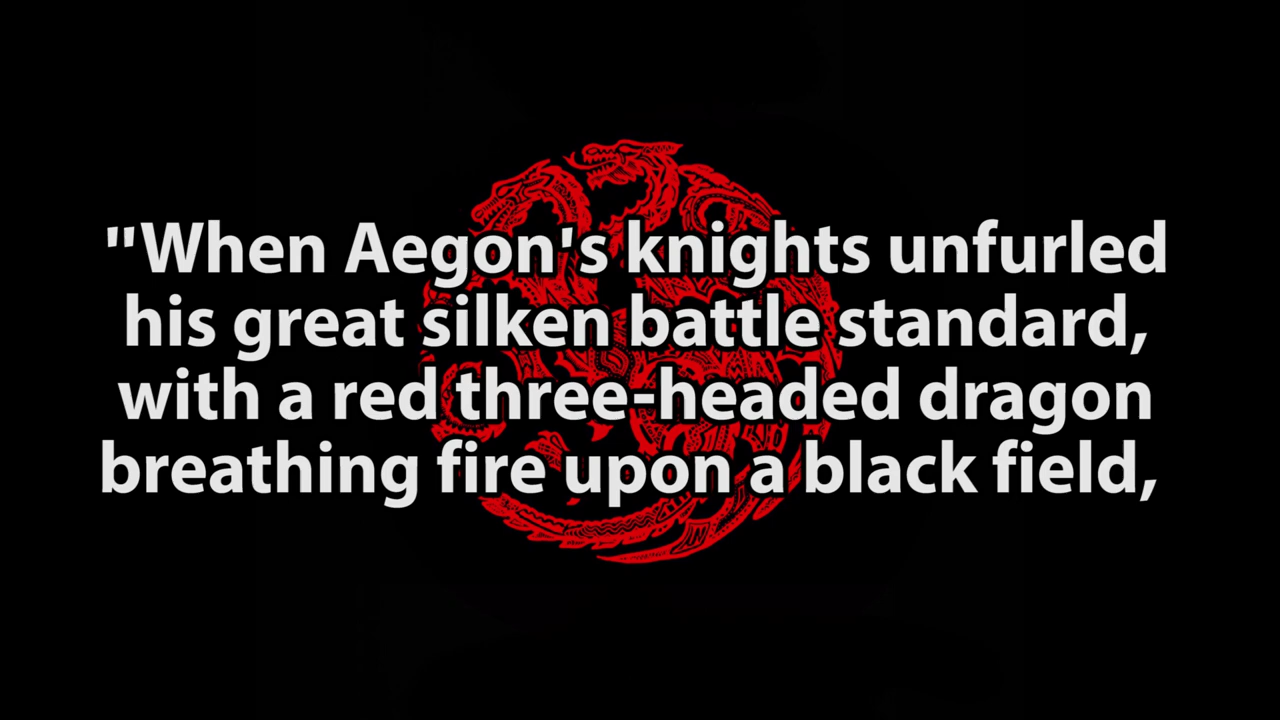 "When Aegon's knights unfurled
his great silken battle standard,
with a red three-headed dragon
breathing fire upon a black field,